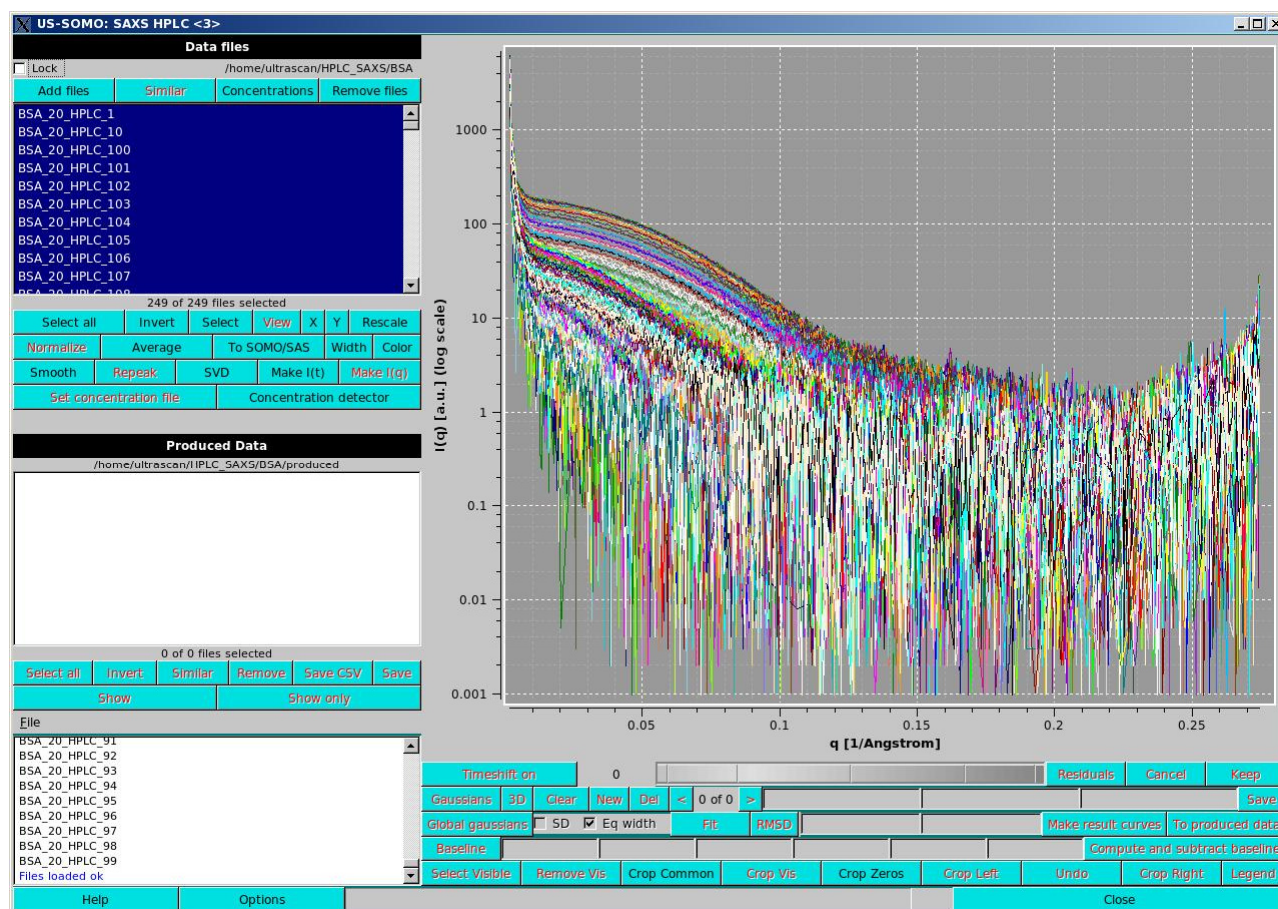 US-SOMO: SAXS HPLC <3>
Data files
Lock /home/ultrascan/HPLC_SAXS/BSA
Add files Similar Concentrations Remove files
BSA_20_HPLC_1
BSA_20_HPLC_10
BSA_20_HPLC_100
BSA_20_HPLC_101
BSA_20_HPLC_102
BSA_20_HPLC_103
BSA_20_HPLC_104
BSA_20_HPLC_105
BSA_20_HPLC_106
BSA_20_HPLC_107
BSA_20_HPLC_108
249 of 249 files selected
Select all Invert Select View X Y Rescale
Normalize Average To SOMO/SAS Width Color
Smooth Repeak SVD Make I(t) Make I(q)
Set concentration file Concentration detector
Produced Data
/home/ultrascan/HPLC_SAXS/BSA/produced
0 of 0 files selected
Select all Invert Similar Remove Save CSV Save
Show Show only
File
BSA_20_HPLC_91
BSA_20_HPLC_92
BSA_20_HPLC_93
BSA_20_HPLC_94
BSA_20_HPLC_95
BSA_20_HPLC_96
BSA_20_HPLC_97
BSA_20_HPLC_98
BSA_20_HPLC_99
Files loaded ok
Help Options
I(q) [a.u.] (log scale)
1000
100
10
1
0.1
0.01
0.001
0.05 0.1 0.15 0.2 0.25
q [1/Angstrom]
Timeshift on 0 Residuals Cancel Keep
Gaussians 3D Clear New Del < 0 of 0 > Save
Global gaussians SD Eq width Fit RMSD Make result curves To produced data
Baseline Compute and subtract baseline
Select Visible Remove Vis Crop Common Crop Vis Crop Zeros Crop Left Undo Crop Right Legend
Close